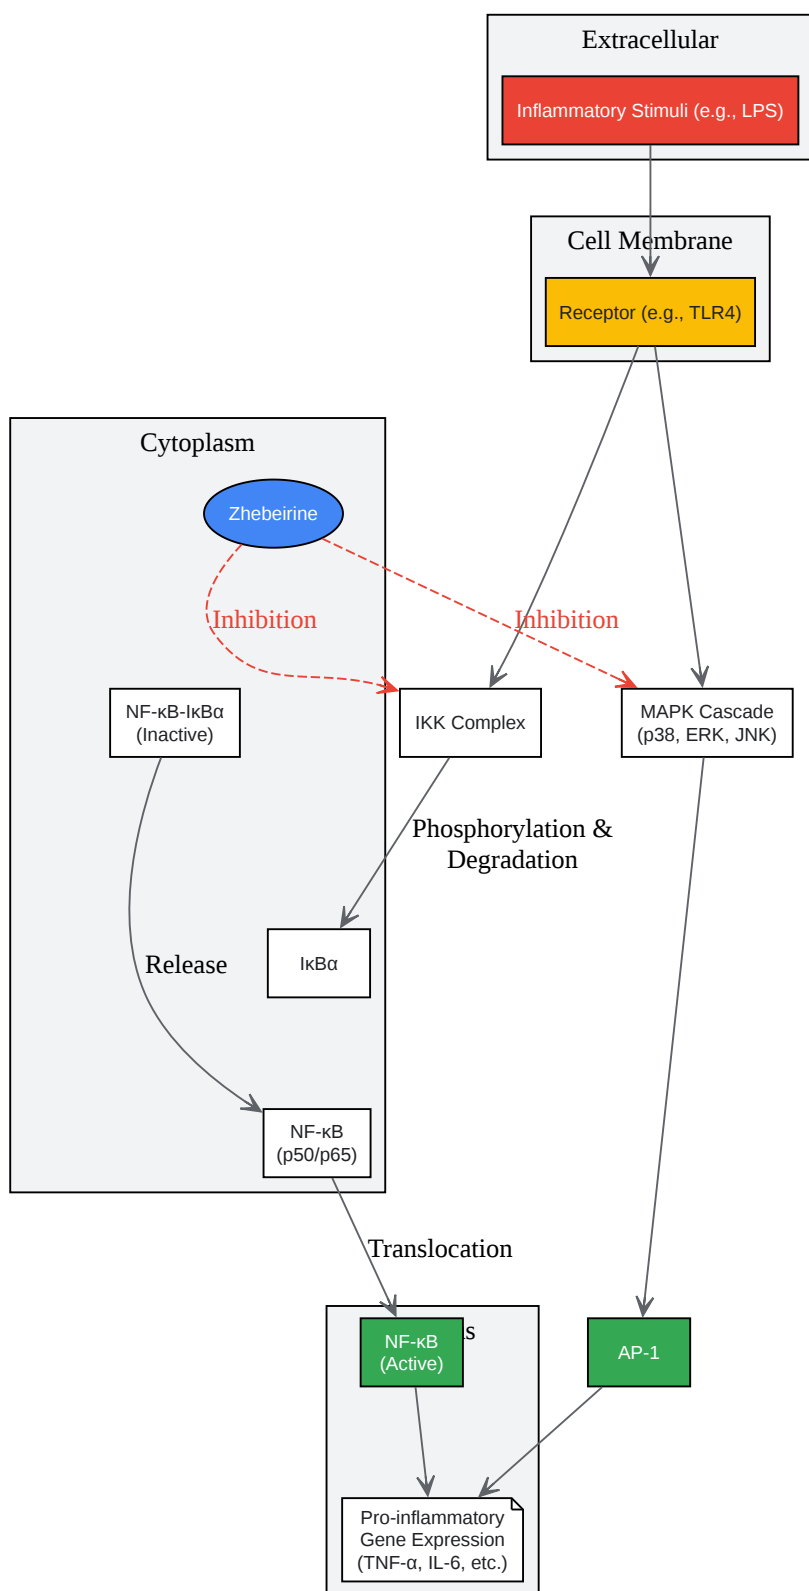 Extracellular
Inflammatory Stimuli (e.g., LPS)
Cell Membrane
Receptor (e.g., TLR4)
Cytoplasm
Zhebeirine
Inhibition
Inhibition
NF-κB-IκBα
(Inactive)
IKK Complex
MAPK Cascade
(p38, ERK, JNK)
Phosphorylation &
Degradation
Release
IκBα
NF-κB
(p50/p65)
Translocation
NF-κB
(Active)
AP-1
Pro-inflammatory
Gene Expression
(TNF-α, IL-6, etc.)